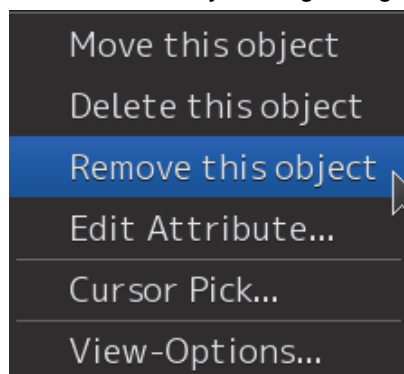 Move this object
Delete this object
Remove this object
Edit Attribute...
Cursor Pick...
View-Options...